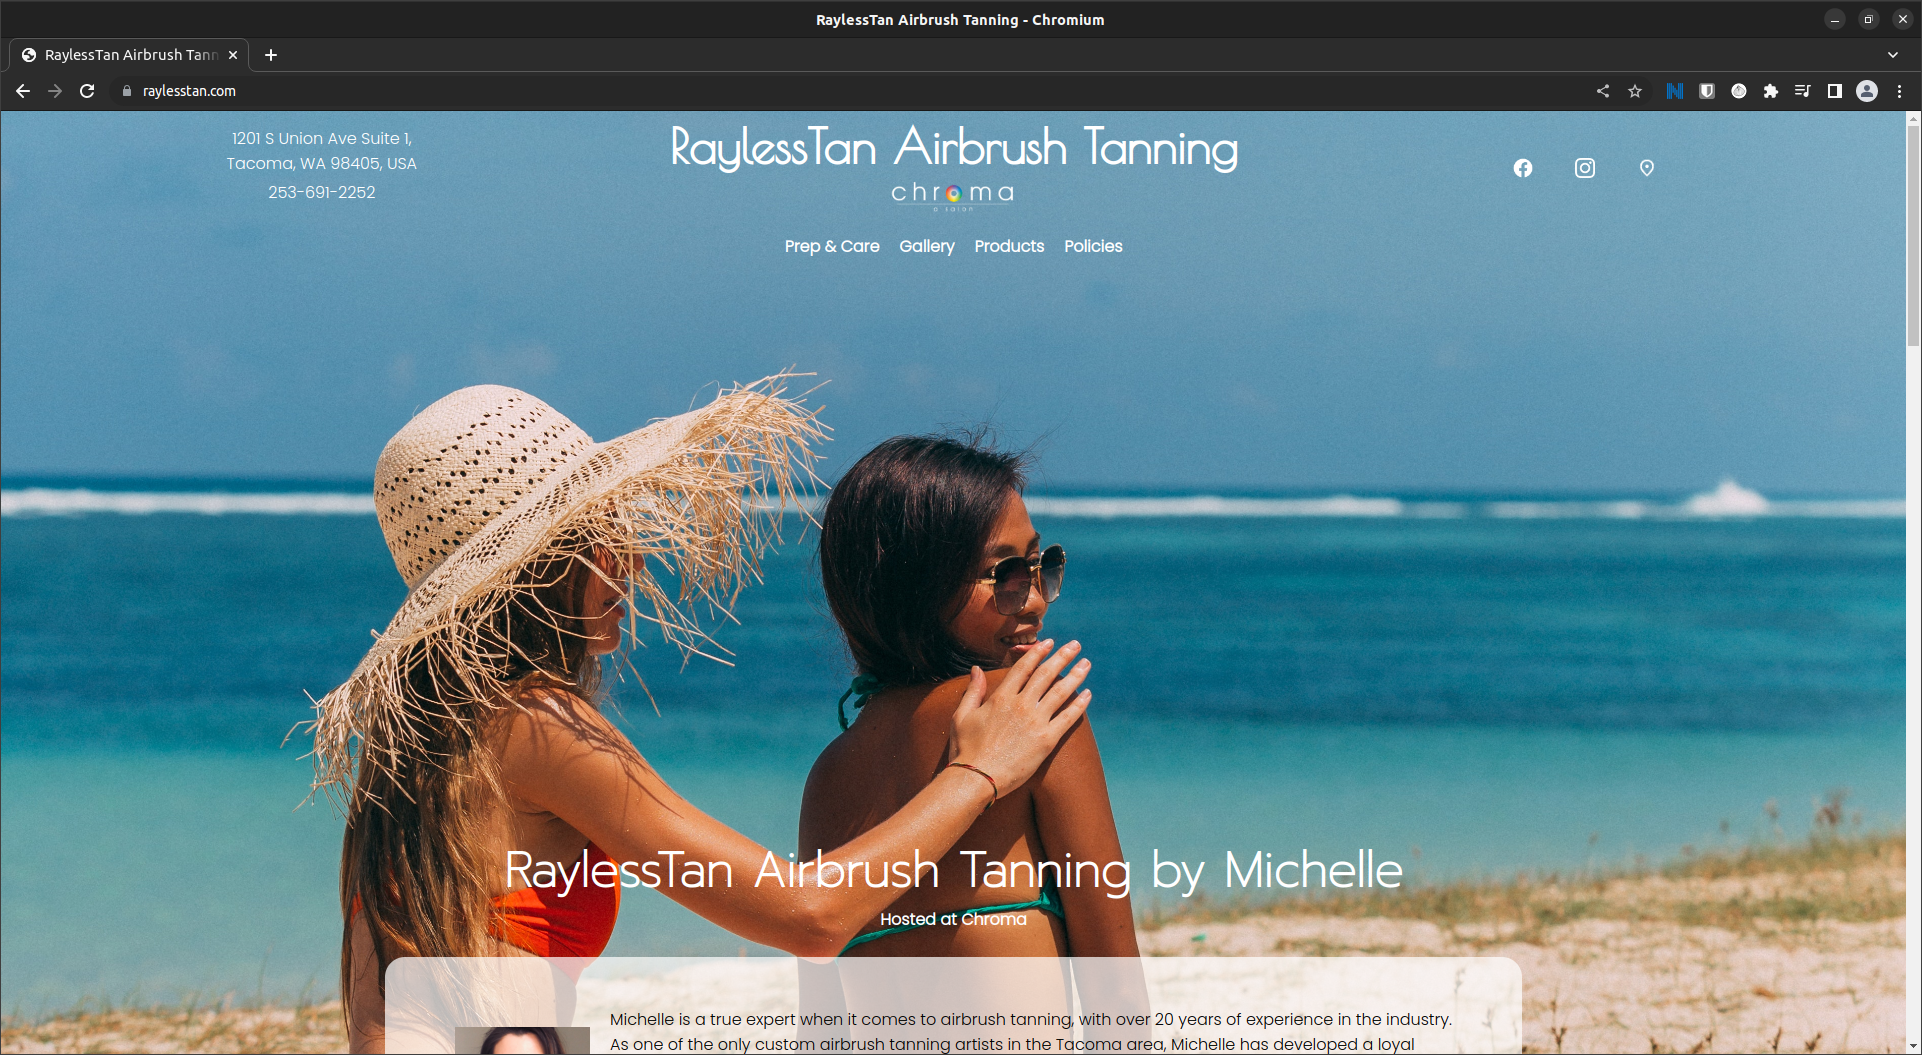 RaylessTan Airbrush Tanning - Chromium
RaylessTan Airbrush Tann
raylesstan.com
1201 S Union Ave Suite 1,
Tacoma, WA 98405, USA
253-691-2252
RaylessTan Airbrush Tanning
chroma
a salon
Prep & Care Gallery Products Policies
RaylessTan Airbrush Tanning by Michelle
Hosted at Chroma
Michelle is a true expert when it comes to airbrush tanning, with over 20 years of experience in the industry.
As one of the only custom airbrush tanning artists in the Tacoma area, Michelle has developed a loyal